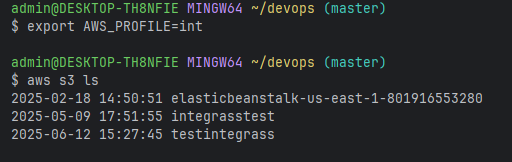 admin@DESKTOP-TH8NFIE MINGW64 ~/devops (master)
$ export AWS_PROFILE=int
admin@DESKTOP-TH8NFIE MINGW64 ~/devops (master)
$ aws s3 ls
2025-02-18 14:50:51 elasticbeanstalk-us-east-1-801916553280
2025-05-09 17:51:55 integrasstest
2025-06-12 15:27:45 testintegrass